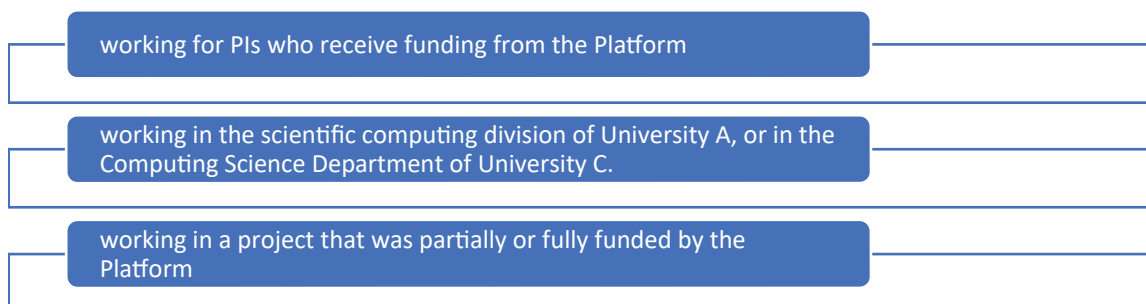 working for PIs who receive funding from the Platform
working in the scientific computing division of University A, or in the
Computing Science Department of University C.
working in a project that was partially or fully funded by the
Platform